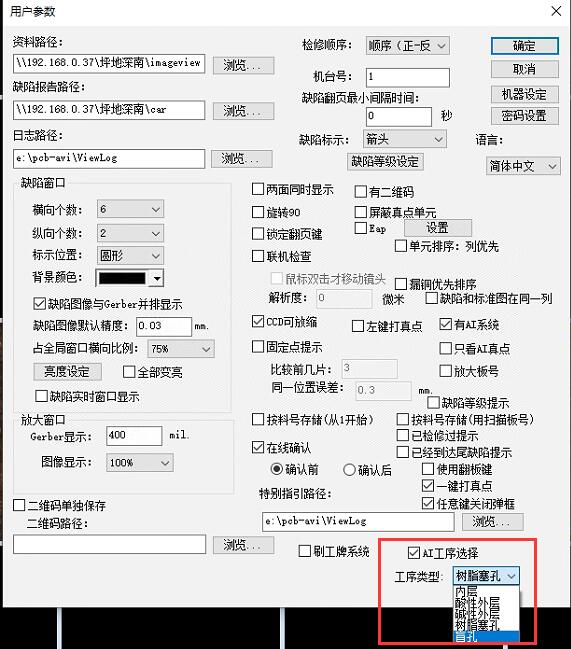 用户参数
资料路径:
\\192.168.0.37\坪地深南\imageview
浏览...
缺陷报告路径:
\\192.168.0.37\坪地深南\car
浏览...
日志路径:
e:\pcb-avi\ViewLog
浏览...
检修顺序: 顺序（正-反
机台号: 1
缺陷翻页最小间隔时间:
0 秒
缺陷标示: 箭头
缺陷等级设定
确定
取消
机器设定
密码设置
语言:
简体中文
缺陷窗口
横向个数: 6
纵向个数: 2
标示位置: 圆形
背景颜色:
缺陷图像与Gerber并排显示
缺陷图像默认精度: 0.03 mm.
占全局窗口横向比例: 75%
亮度设定 全部变亮
缺陷实时窗口显示
放大窗口
Gerber显示: 400 mil.
图像显示: 100%
二维码单独保存
二维码路径:
浏览...
两面同时显示 有二维码
旋转90 屏蔽真点单元
锁定翻页键 Eap 设置
联机检查 单元排序: 列优先
鼠标双击才移动镜头 漏铜优先排序
解析度: 0 微米 缺陷和标准图在同一列
CCD可放缩 左键打真点 有AI系统
固定点提示 只看AI真点
比较前几片: 3 放大板号
同一位置误差: 0.3 mm.
缺陷等级提示
按料号存储(从1开始) 按料号存储(用扫描板号)
已检修过提示
在线确认 已经到达尾缺陷提示
确认前 确认后 使用翻板键
一键打真点
特别指引路径: 任意键关闭弹框
e:\pcb-avi\ViewLog 浏览...
刷工牌系统 AI工序选择
工序类型: 树脂塞孔
内层
酸性外层
碱性外层
树脂塞孔
盲孔